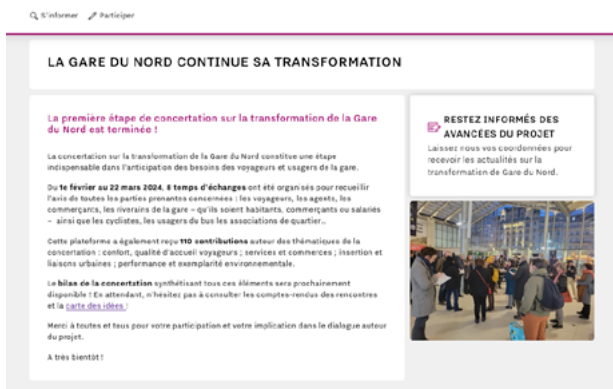 S'informer Participer
LA GARE DU NORD CONTINUE SA TRANSFORMATION
La première étape de concertation sur la transformation de la Gare
du Nord est terminée !
La concertation sur la transformation de la Gare du Nord constitue une étape
indispensable dans l'anticipation des besoins des voyageurs et usagers de la gare.
Du 1e février au 22 mars 2024, 8 temps d'échanges ont été organisés pour recueillir
l'avis de toutes les parties prenantes concernées : les voyageurs, les agents, les
commerçants, les riverains de la gare – qu'ils soient habitants, commerçants ou salariés
– ainsi que les cyclistes, les usagers du bus les associations de quartier…
Cette plateforme a également reçu 110 contributions autour des thématiques de la
concertation : confort, qualité d'accueil voyageurs ; services et commerces ; insertion et
liaisons urbaines ; performance et exemplarité environnementale.
Le bilan de la concertation synthétisant tous ces éléments sera prochainement
disponible ! En attendant, n'hésitez pas à consulter les comptes-rendus des rencontres
et la carte des idées !
Merci à toutes et tous pour votre participation et votre implication dans le dialogue autour
du projet.
A très bientôt !
RESTEZ INFORMÉS DES
AVANCÉES DU PROJET
Laissez nous vos coordonnées pour
recevoir les actualités sur la
transformation de Gare du Nord.